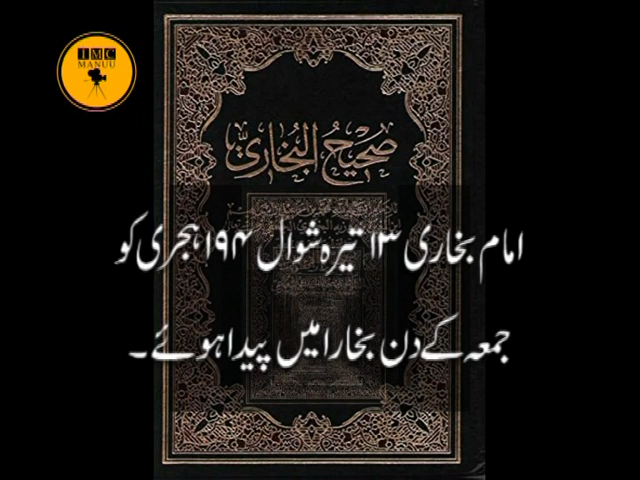 IMC
MANUU
صحيح البخاري
امام بخاری ۱۳ تیرہ شوال ۱۹۴ ہجری کو
جمعہ کے دن بخارا میں پیدا ہوئے۔